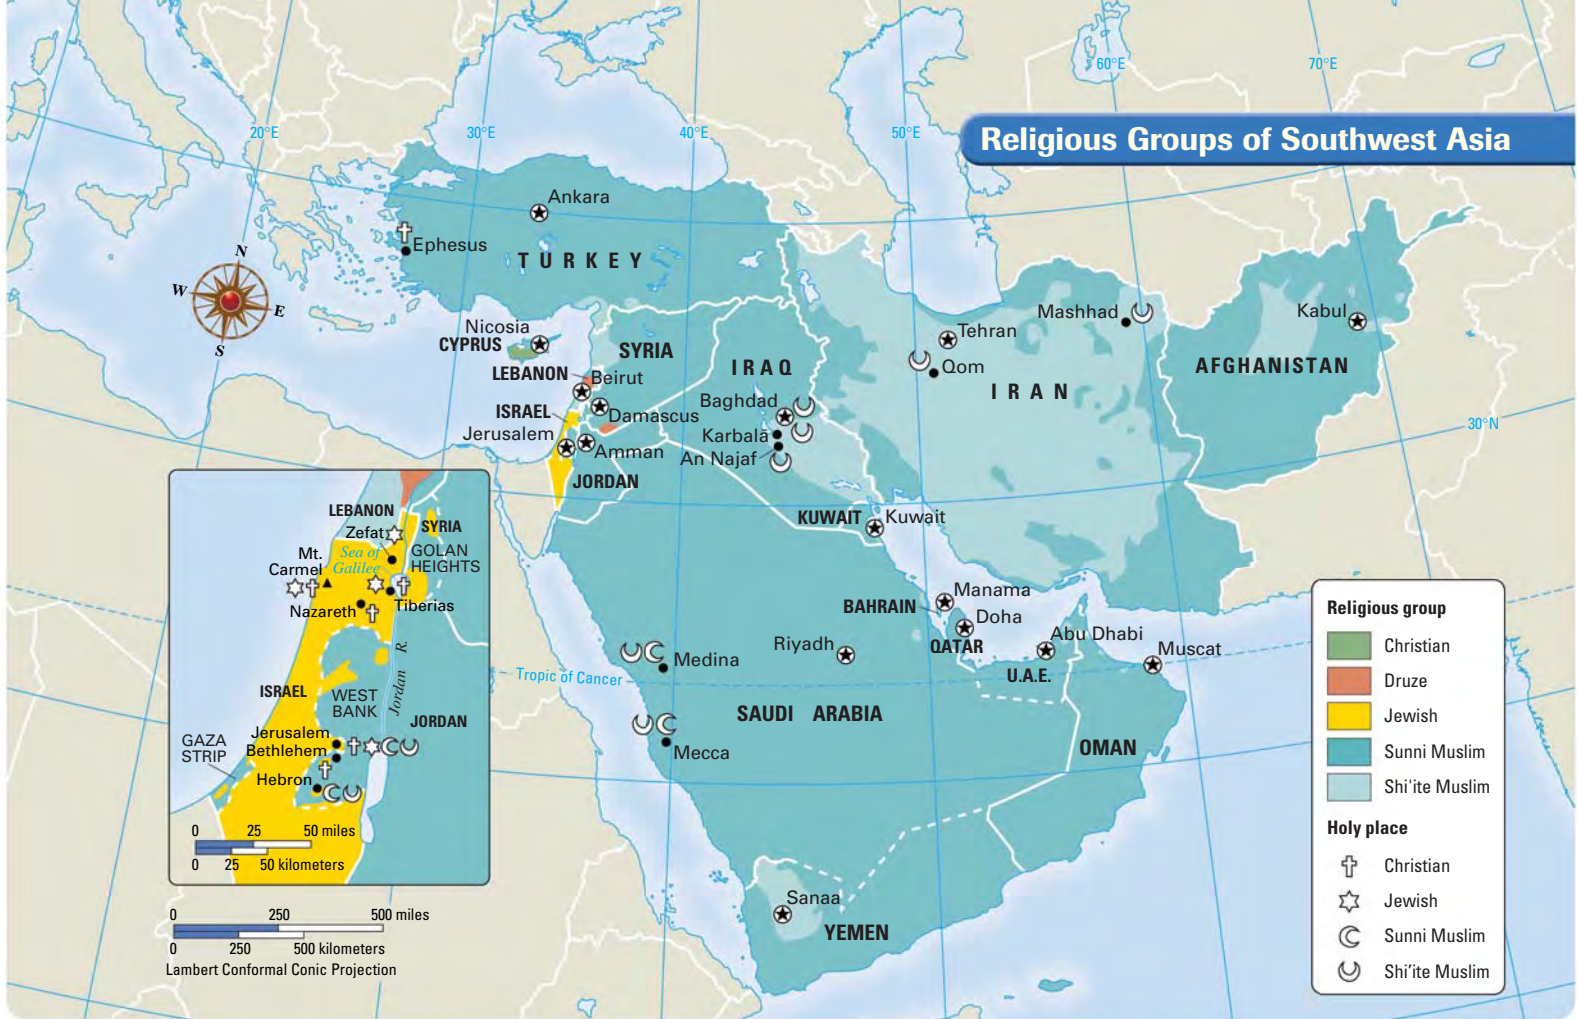 Religious Groups of Southwest Asia
20°E
30°E
40°E
50°E
60°E
70°E
30°N
Tropic of Cancer
N
W
E
S
Ankara
Ephesus
TURKEY
Nicosia
CYPRUS
SYRIA
LEBANON
Beirut
ISRAEL
Damascus
Jerusalem
Amman
JORDAN
IRAQ
Baghdad
Karbalā
An Najaf
Tehran
Qom
Mashhad
IRAN
Kabul
AFGHANISTAN
KUWAIT
Kuwait
BAHRAIN
Manama
Doha
QATAR
Abu Dhabi
U.A.E.
Muscat
Riyadh
Medina
Mecca
SAUDI ARABIA
OMAN
Sanaa
YEMEN
LEBANON
Zefat
SYRIA
Mt.
Carmel
Sea of
Galilee
GOLAN
HEIGHTS
Nazareth
Tiberias
Jordan R.
ISRAEL
WEST
BANK
JORDAN
GAZA
STRIP
Jerusalem
Bethlehem
Hebron
0 25 50 miles
0 25 50 kilometers
0 250 500 miles
0 250 500 kilometers
Lambert Conformal Conic Projection
Religious group
Christian
Druze
Jewish
Sunni Muslim
Shi'ite Muslim
Holy place
Christian
Jewish
Sunni Muslim
Shi'ite Muslim